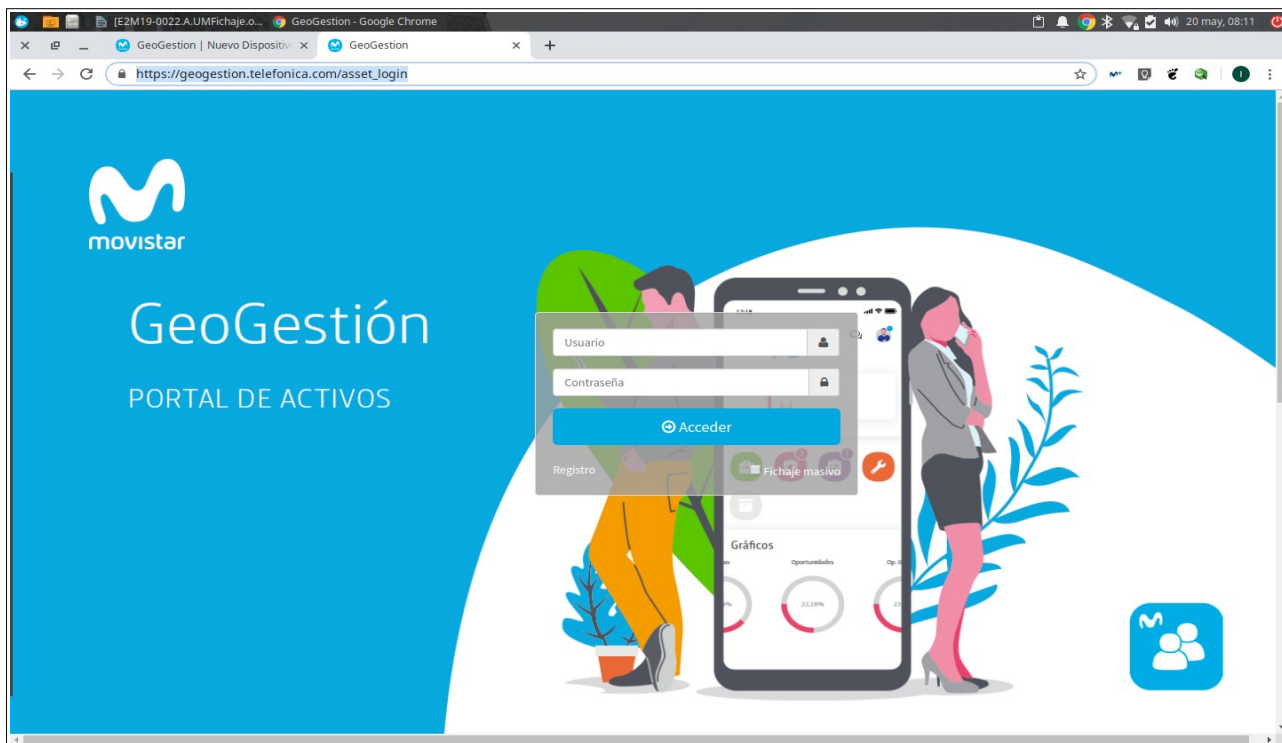 [E2M19-0022.A.UMFichaje.o... GeoGestion - Google Chrome 20 may, 08:11
GeoGestion | Nuevo Dispositiv GeoGestion
https://geogestion.telefonica.com/asset_login
movistar
GeoGestión
PORTAL DE ACTIVOS
Usuario
Contraseña
Acceder
Registro Fichaje masivo
Gráficos
Oportunidades Op. G
22,18%